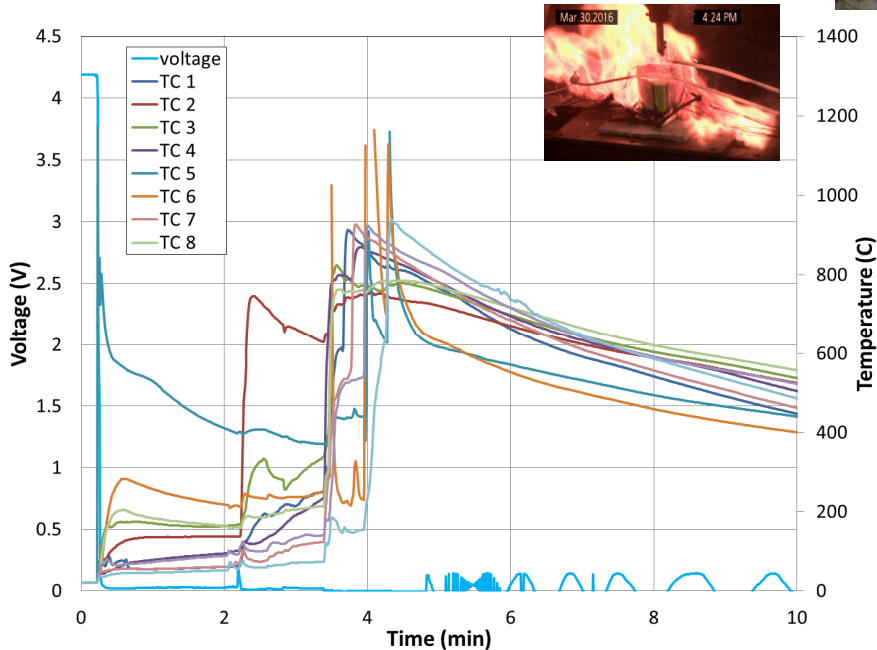 Mar.30,2016 4:24 PM
4.5
4
3.5
3
2.5
2
1.5
1
0.5
0
Voltage (V)
voltage
TC 1
TC 2
TC 3
TC 4
TC 5
TC 6
TC 7
TC 8
1400
1200
1000
800
600
400
200
0
Temperature (C)
0 2 4 6 8 10
Time (min)